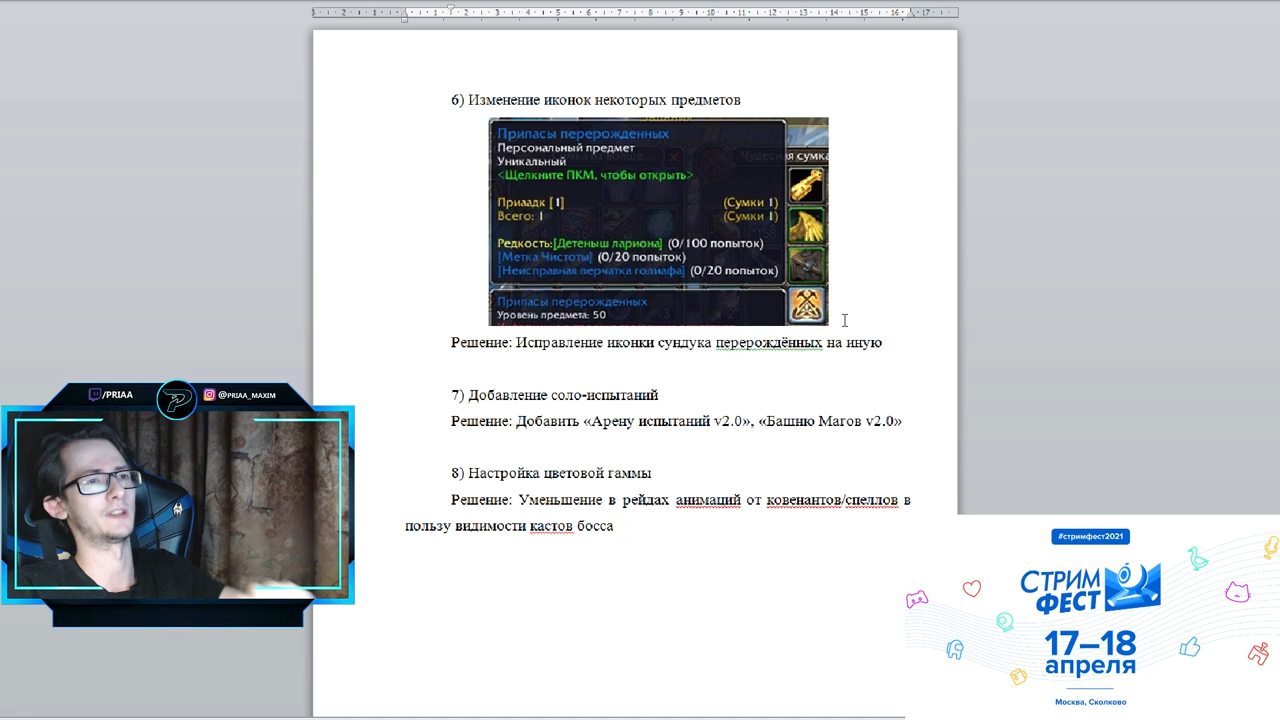 6) Изменение иконок некоторых предметов
Припасы перерожденных
Персональный предмет
Уникальный
<Щелкните ПКМ, чтобы открыть>
Чудесная сумка
Приаадк [1] (Сумки 1)
Всего: 1 (Сумки 1)
Редкость:[Детеныш лариона] (0/100 попыток)
[Метка Чистоты] (0/20 попыток)
[Неисправная перчатка голиафа] (0/20 попыток)
Припасы перерожденных
Уровень предмета: 50
Решение: Исправление иконки сундука перерождённых на иную
7) Добавление соло-испытаний
Решение: Добавить «Арену испытаний v2.0», «Башню Магов v2.0»
8) Настройка цветовой гаммы
Решение: Уменьшение в рейдах анимаций от ковенантов/спеллов в
пользу видимости кастов босса
/PRIAA
@PRIAA_MAXIM
#стримфест2021
СТРИМ
ФЕСТ
17–18
апреля
Москва, Сколково